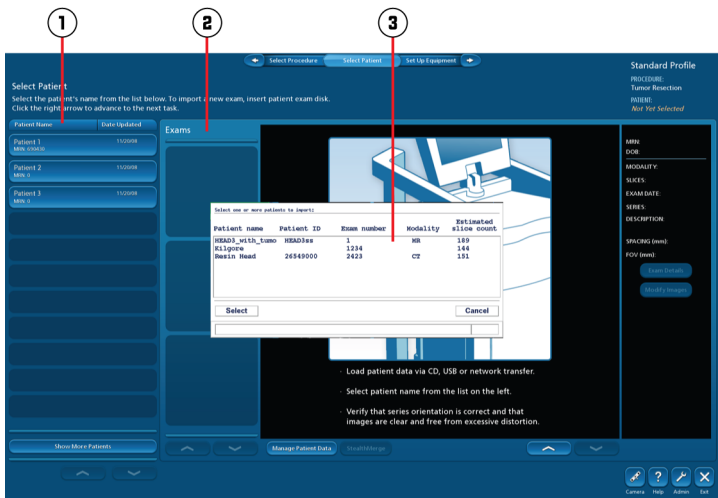 1
2
3
Select Procedure
Select Patient
Set Up Equipment
Standard Profile
PROCEDURE:
Tumor Resection
PATIENT:
Not Yet Selected
Select Patient
Select the patient's name from the list below. To import a new exam, insert patient exam disk.
Click the right arrow to advance to the next task.
Patient Name Date Updated
Patient 1 11/20/08
MRN: 650430
Patient 2 11/20/08
MRN: 0
Patient 3 11/20/08
MRN: 0
Show More Patients
Exams
Select one or more patients to import:
Patient name Patient ID Exam number Modality Estimated slice count
HEAD3_with_tumo HEAD3ss 1 MR 189
Kilgore 1234 144
Resin Head 26549000 2423 CT 151
Select Cancel
· Load patient data via CD, USB or network transfer.
· Select patient name from the list on the left.
· Verify that series orientation is correct and that
images are clear and free from excessive distortion.
Manage Patient Data
StealthMerge
MRN:
DOB:
MODALITY:
SLICES:
EXAM DATE:
SERIES:
DESCRIPTION:
SPACING (mm):
FOV (mm):
Exam Details
Modify Images
Camera Help Admin Exit